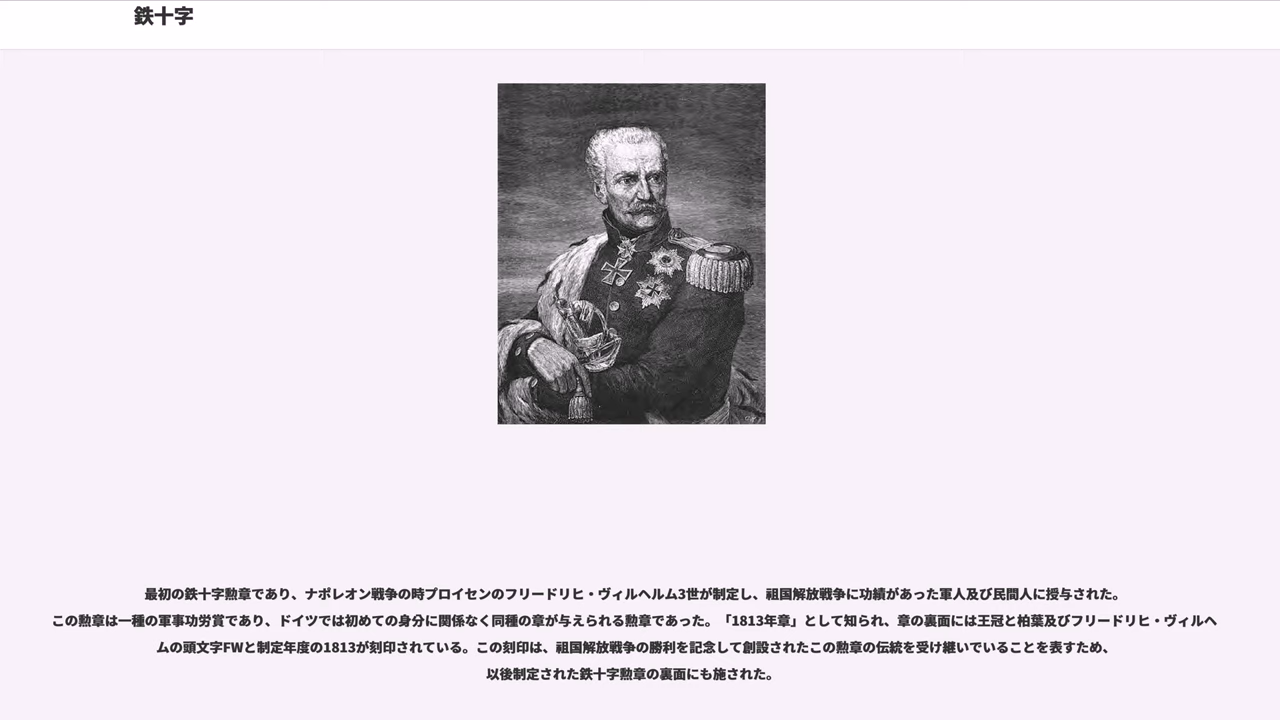 鉄十字
最初の鉄十字勲章であり、ナポレオン戦争の時プロイセンのフリードリヒ・ヴィルヘルム3世が制定し、祖国解放戦争に功績があった軍人及び民間人に授与された。
この勲章は一種の軍事功労賞であり、ドイツでは初めての身分に関係なく同種の章が与えられる勲章であった。「1813年章」として知られ、章の裏面には王冠と柏葉及びフリードリヒ・ヴィルヘ
ムの頭文字FWと制定年度の1813が刻印されている。この刻印は、祖国解放戦争の勝利を記念して創設されたこの勲章の伝統を受け継いでいることを表すため、
以後制定された鉄十字勲章の裏面にも施された。